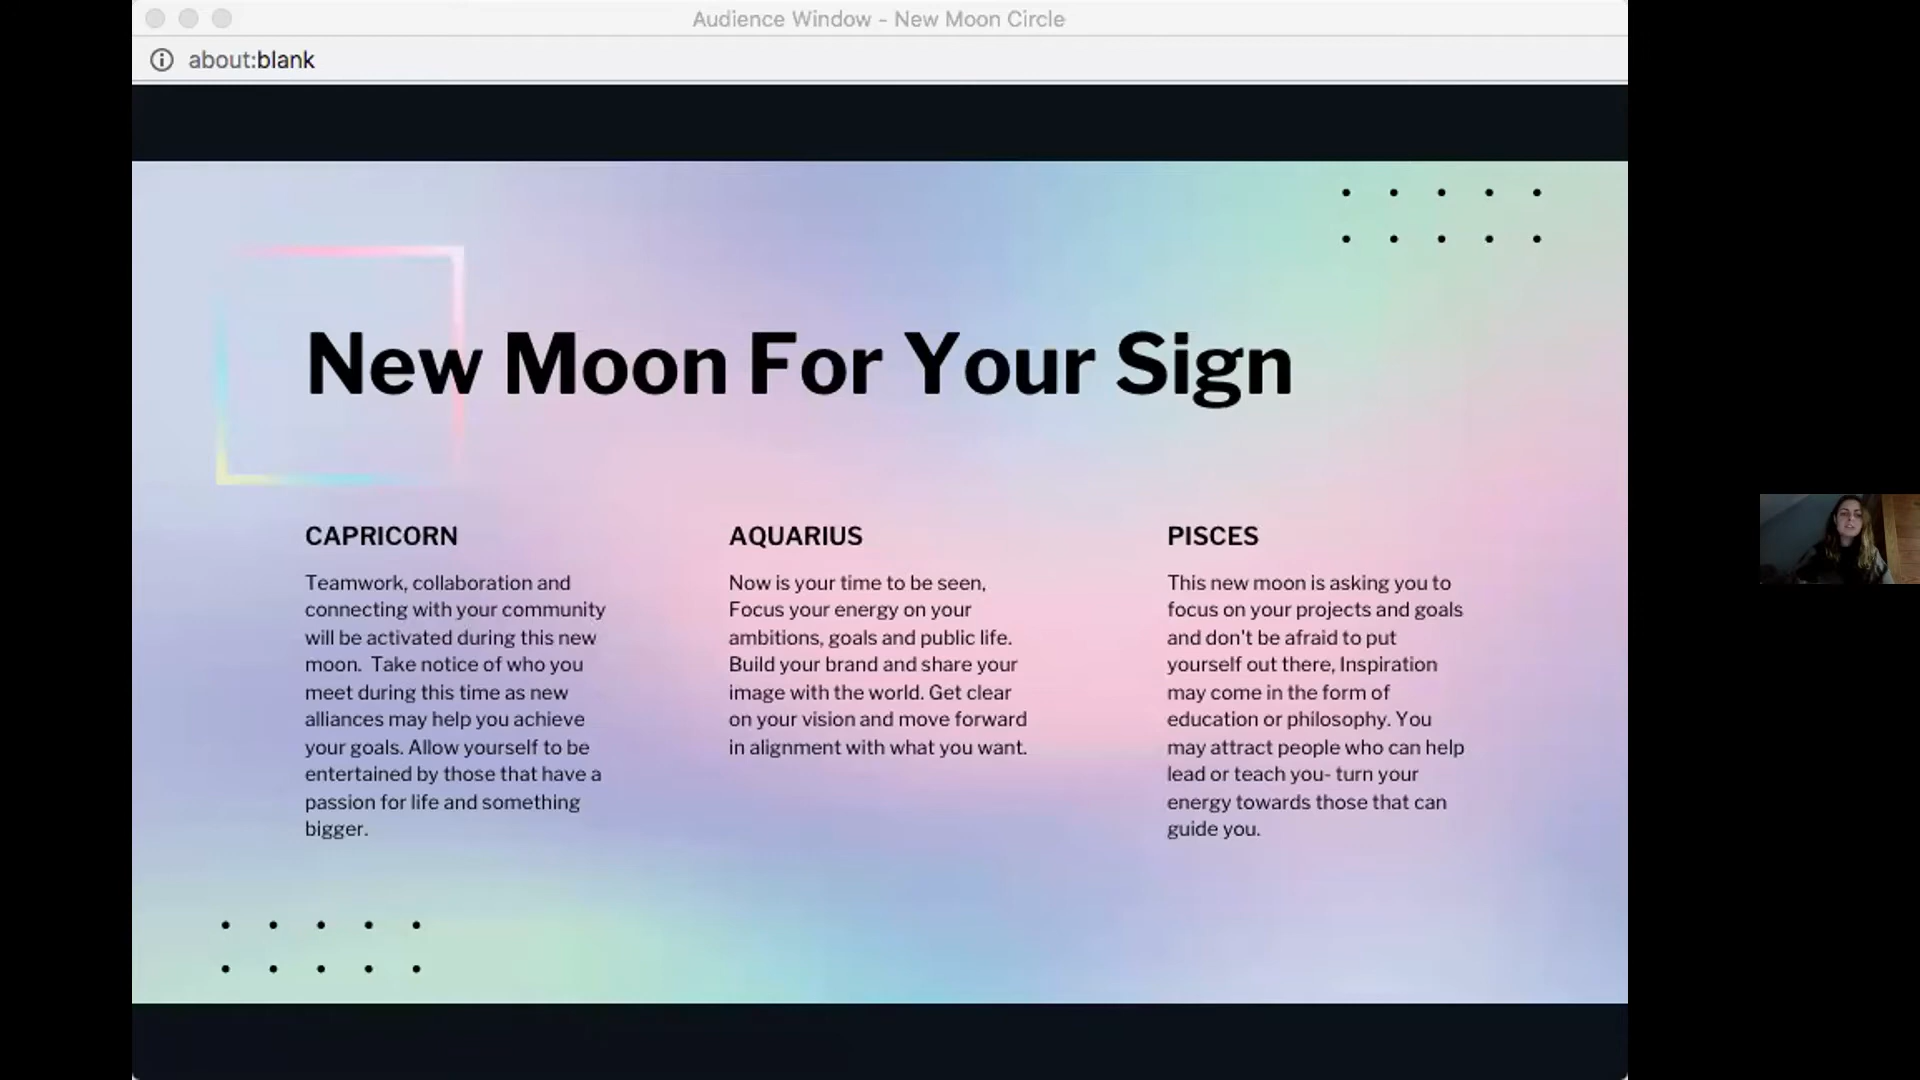 Audience Window - New Moon Circle
about:blank
New Moon For Your Sign
CAPRICORN
Teamwork, collaboration and
connecting with your community
will be activated during this new
moon.  Take notice of who you
meet during this time as new
alliances may help you achieve
your goals. Allow yourself to be
entertained by those that have a
passion for life and something
bigger.
AQUARIUS
Now is your time to be seen,
Focus your energy on your
ambitions, goals and public life.
Build your brand and share your
image with the world. Get clear
on your vision and move forward
in alignment with what you want.
PISCES
This new moon is asking you to
focus on your projects and goals
and don't be afraid to put
yourself out there, Inspiration
may come in the form of
education or philosophy. You
may attract people who can help
lead or teach you- turn your
energy towards those that can
guide you.